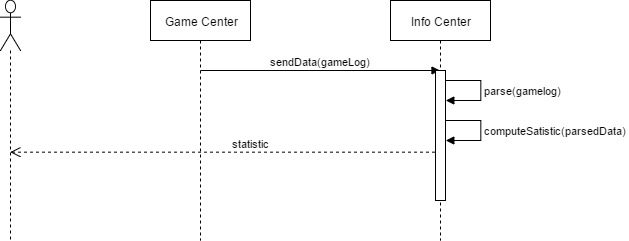 Game Center
Info Center
sendData(gameLog)
parse(gamelog)
computeSatistic(parsedData)
statistic